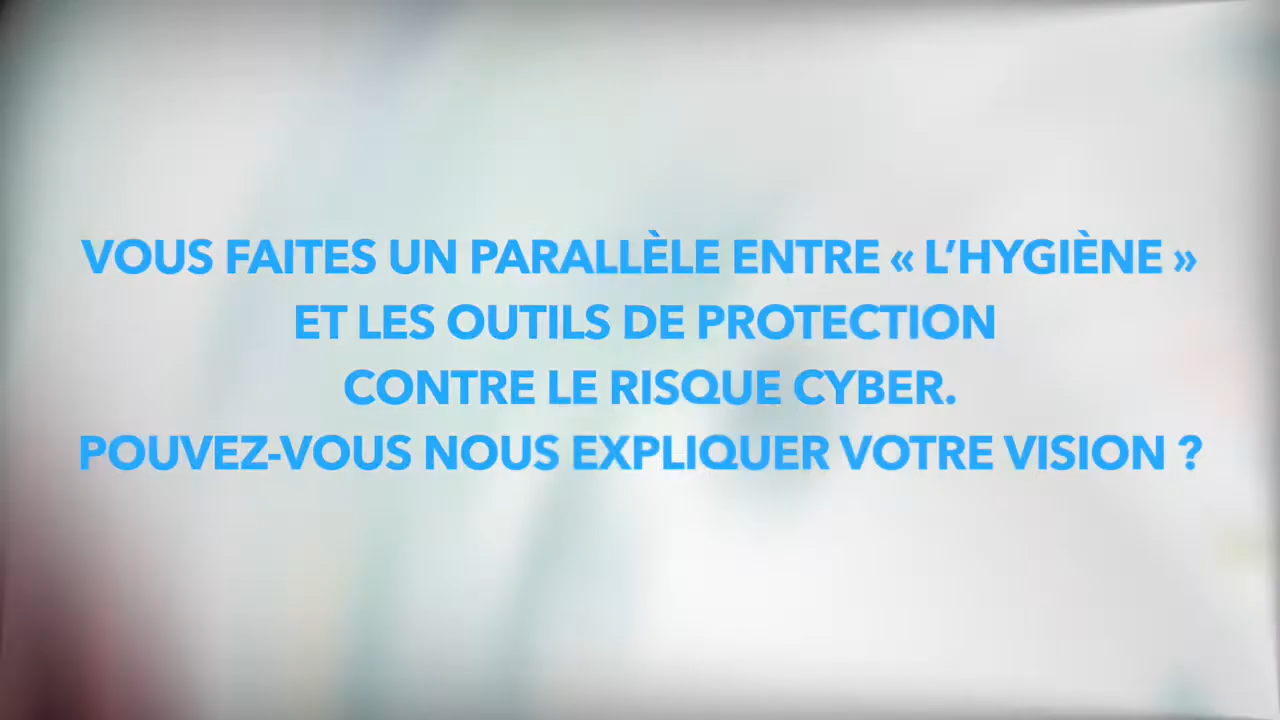 VOUS FAITES UN PARALLÈLE ENTRE « L’HYGIÈNE »
ET LES OUTILS DE PROTECTION
CONTRE LE RISQUE CYBER.
POUVEZ-VOUS NOUS EXPLIQUER VOTRE VISION ?